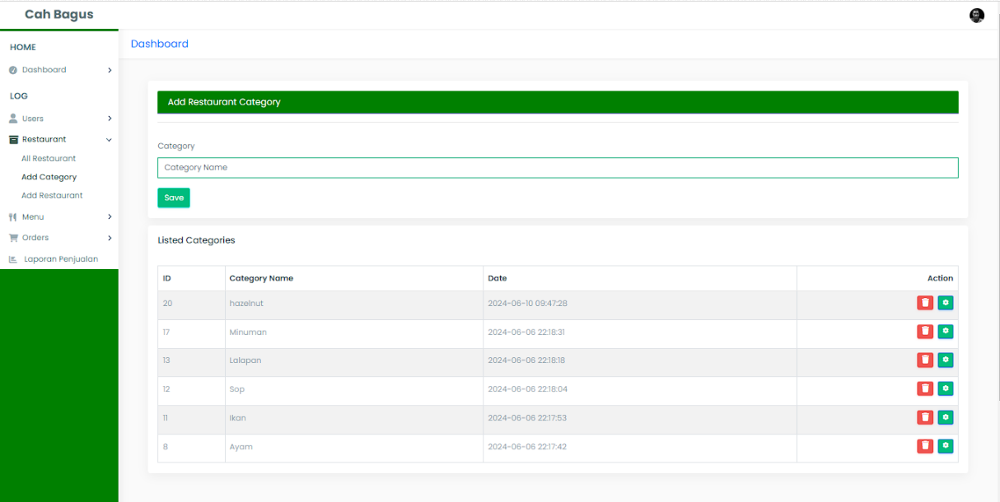 Cah Bagus
HOME
Dashboard
LOG
Users
Restaurant
All Restaurant
Add Category
Add Restaurant
Menu
Orders
Laporan Penjualan
Dashboard
Add Restaurant Category
Category
Category Name
Save
Listed Categories
ID Category Name Date Action
20 hazelnut 2024-06-10 09:47:28
17 Minuman 2024-06-06 22:18:31
13 Lalapan 2024-06-06 22:18:18
12 Sop 2024-06-06 22:18:04
11 Ikan 2024-06-06 22:17:53
8 Ayam 2024-06-06 22:17:42